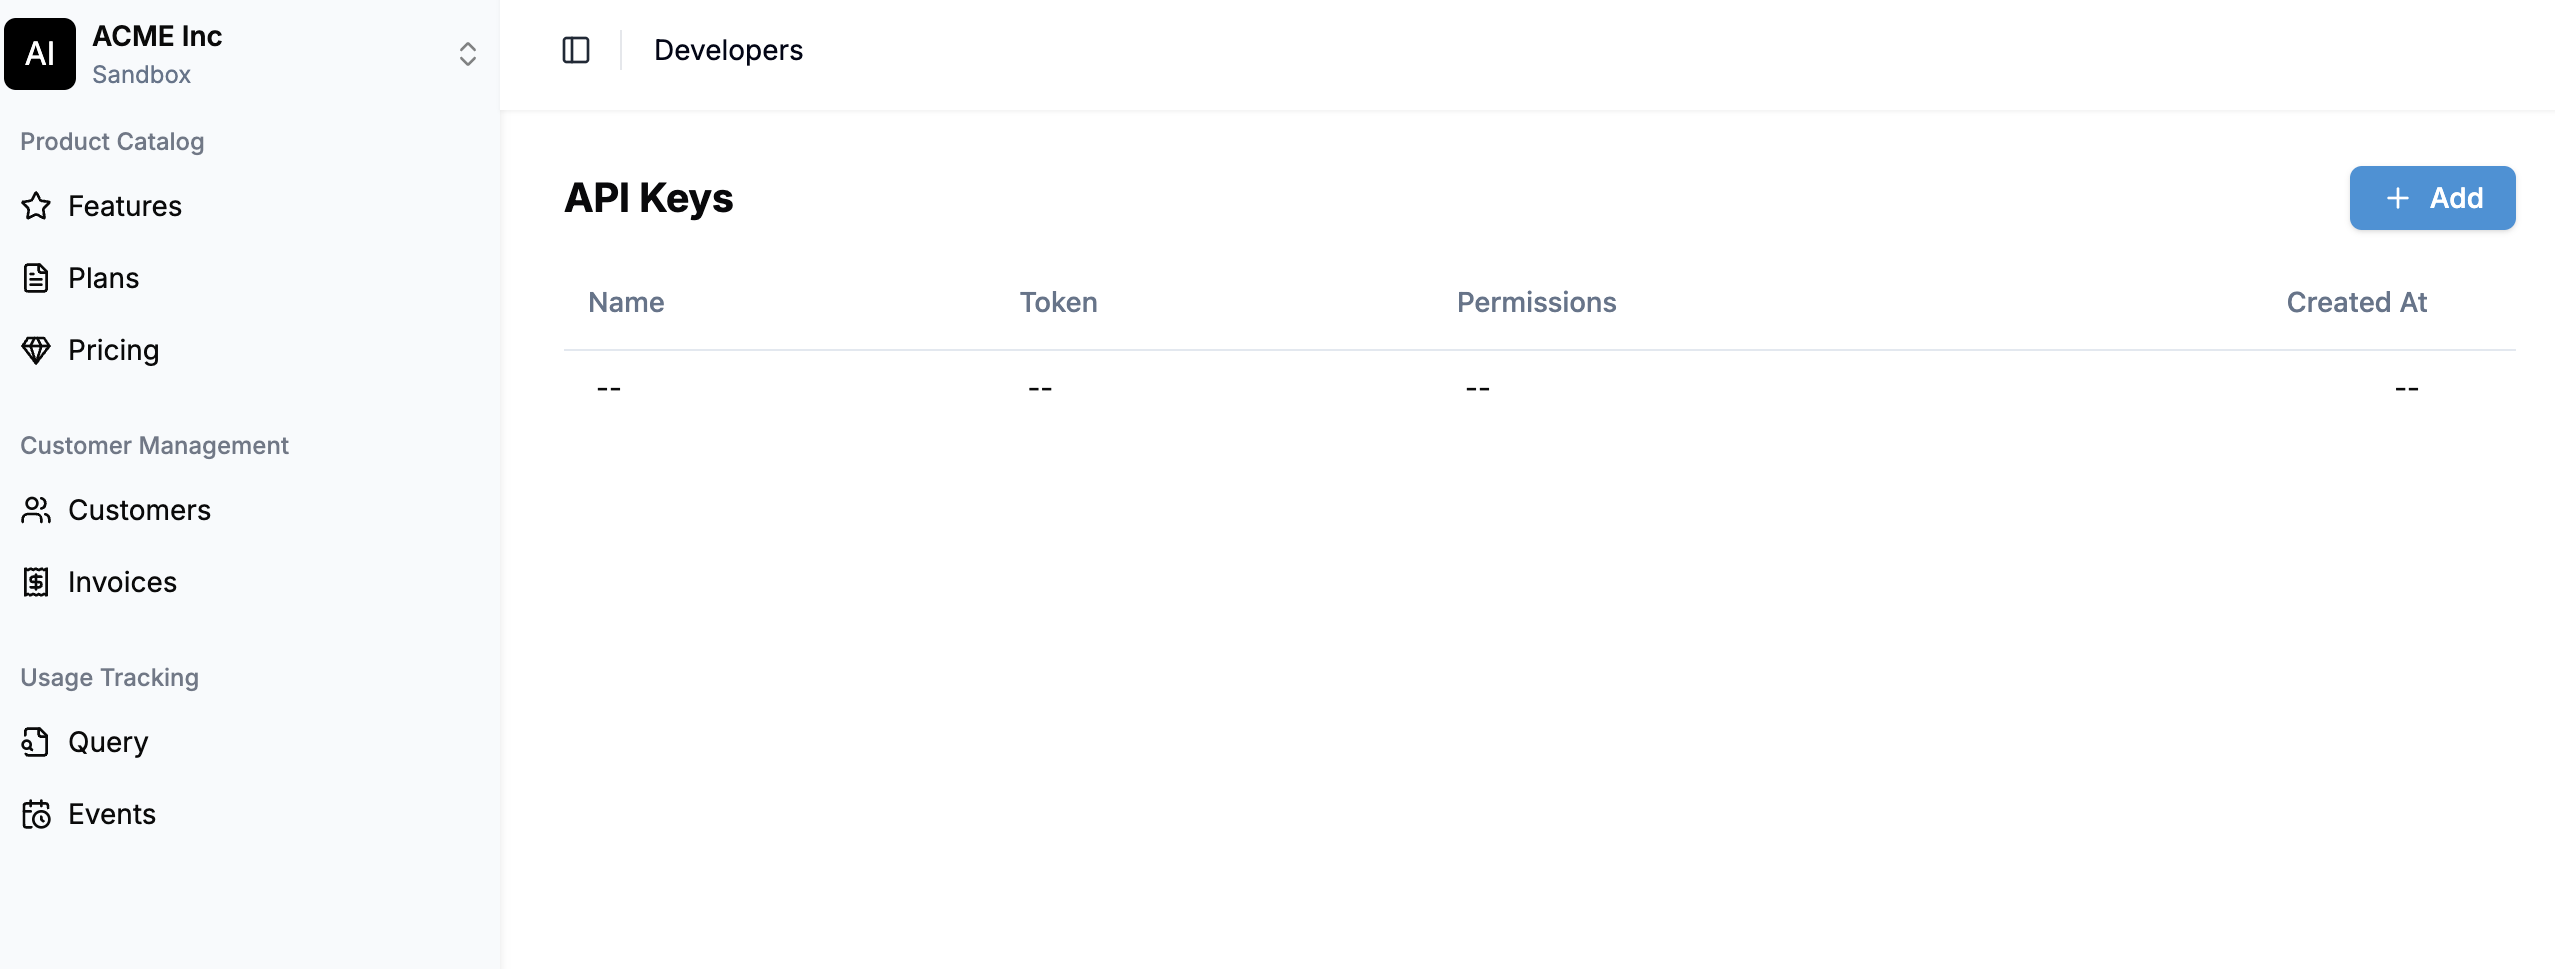 AI
ACME Inc
Sandbox
Product Catalog
Features
Plans
Pricing
Customer Management
Customers
Invoices
Usage Tracking
Query
Events
Developers
API Keys
+ Add
Name Token Permissions Created At
-- -- -- --